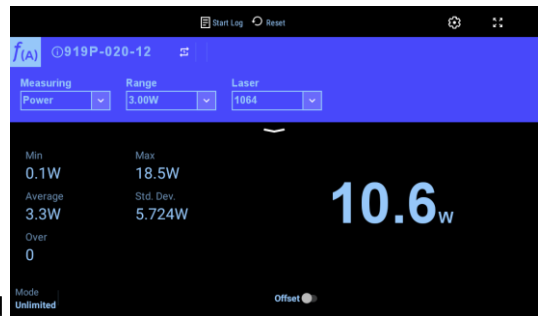 Start Log Reset
f(A) 919P-020-12
Measuring Range Laser
Power 3.00W 1064
Min Max
0.1W 18.5W
Average Std. Dev.
3.3W 5.724W
10.6w
Over
0
Mode
Unlimited
Offset